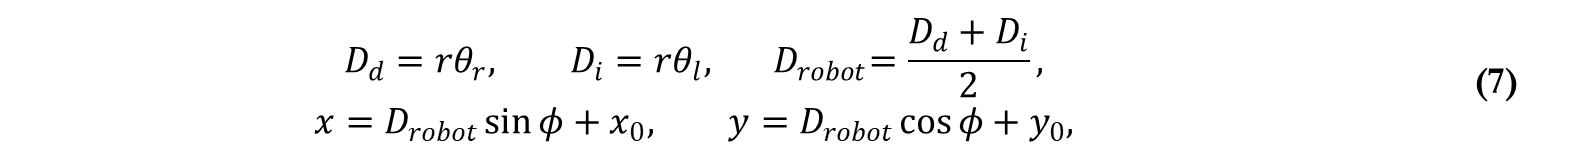 D_d = rθ_r, D_i = rθ_l, D_robot = (D_d + D_i)/2, (7)
x = D_robot sin ϕ + x_0, y = D_robot cos ϕ + y_0,